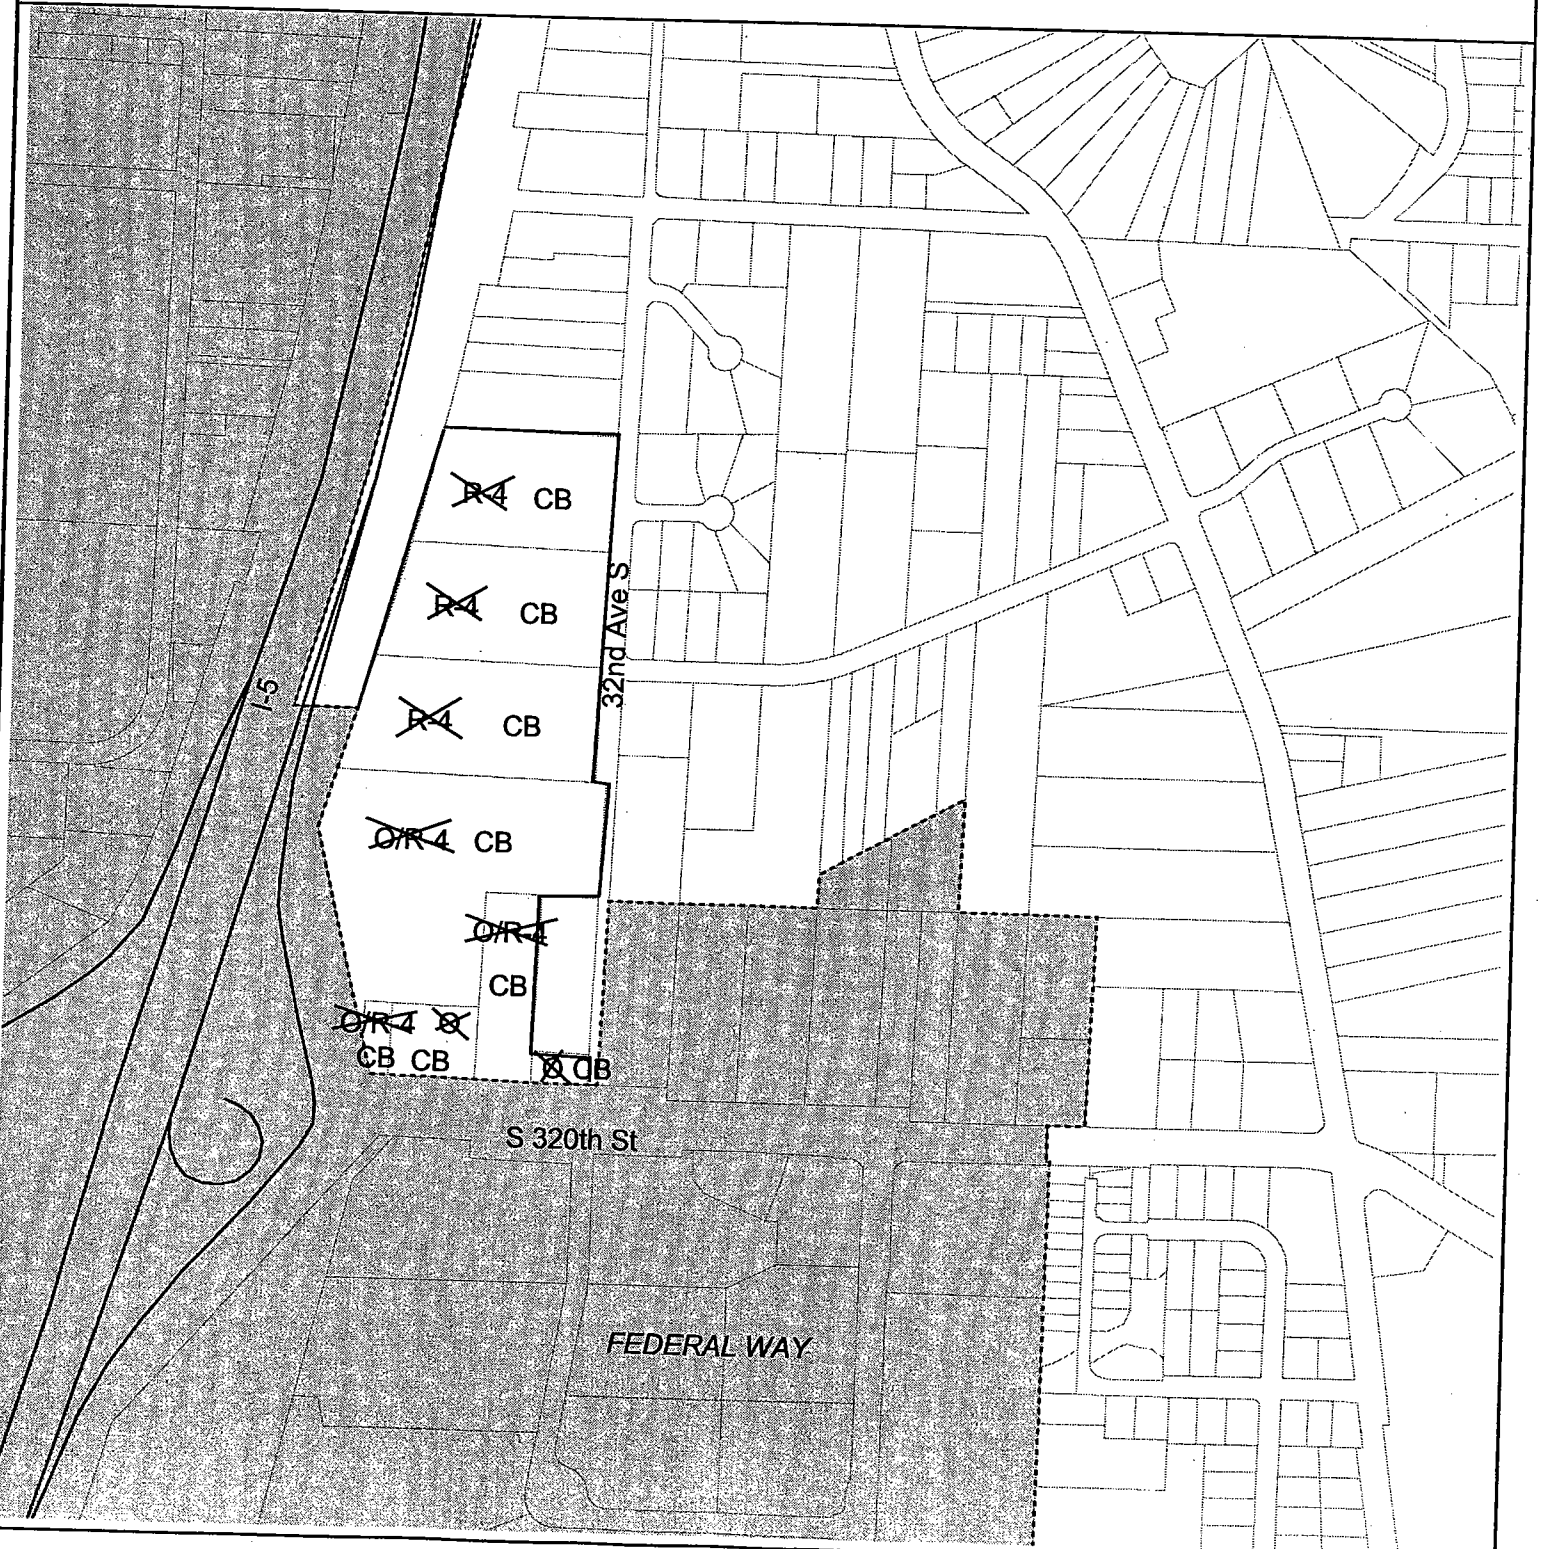 R-4 CB
R-4 CB
32nd Ave S
I-5
R-4 CB
O/R-4 CB
O/R-4
CB
O/R-4 O
CB CB
O CB
S 320th St
FEDERAL WAY